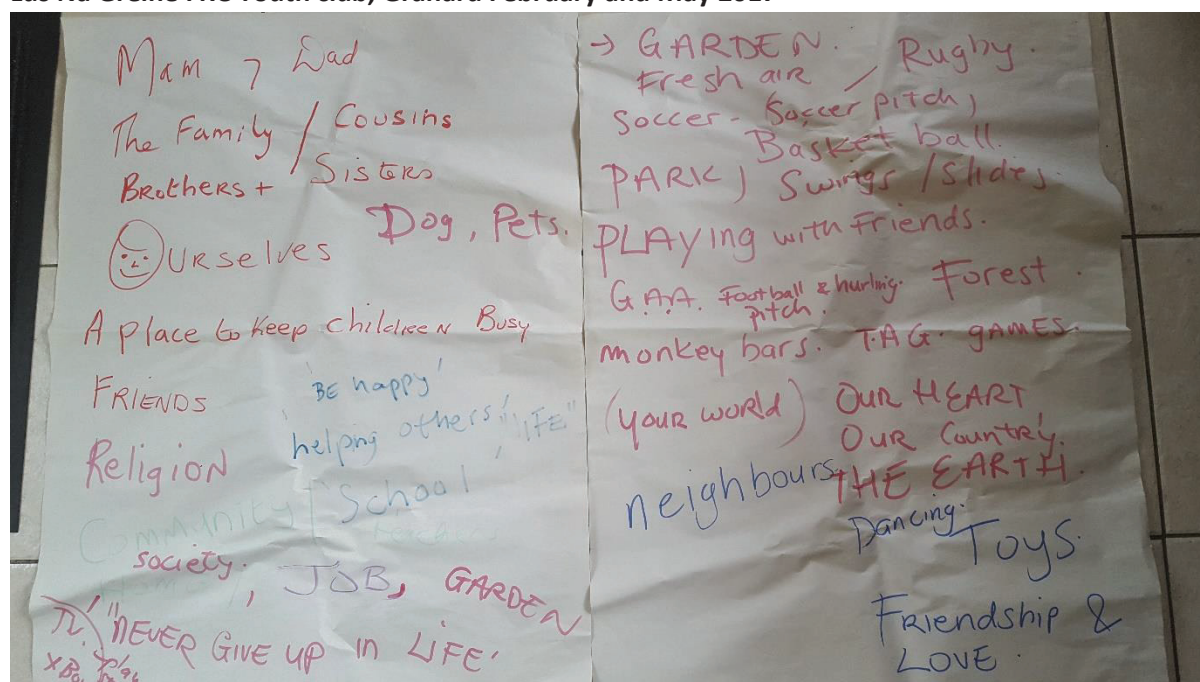 Mam, Dad
The Family / Cousins
Brothers + Sisters
Dog, Pets.
Ourselves
A place to keep children Busy
Friends
'BE happy'
'helping others' "LIFE"
Religion
Community / School
society.
, JOB, GARDEN
"NEVER GIVE UP in LIFE'
→ GARDEN.
Fresh air / Rugby.
Soccer - Soccer pitch,
Basket ball.
PARK, Swings / Slides.
PLAYing with Friends.
G.A.A. Football & hurling pitch. Forest.
monkey bars. T.A.G. games.
(your world) OUR HEART,
OUR Country.
THE EARTH.
neighbours
Dancing.
Toys.
Friendship &
LOVE.